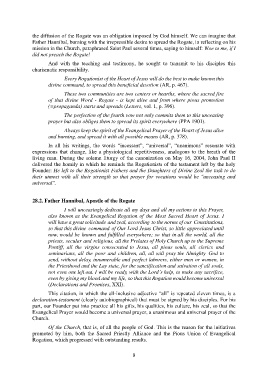 the diffusion of the Rogate was an obligation imposed by God himself. We can imagine that
Father Hannibal, burning with the irrepressible desire to spread the Rogate, in reflecting on his
mission in the Church, paraphrased Saint Paul several times, saying to himself: Woe to me, if I
did not preach the Rogate!
And with the teaching and testimony, he sought to transmit to his disciples this
charismatic responsibility.
Every Rogationist of the Heart of Jesus will do the best to make known this
divine command, to spread this beneficial devotion (AR, p. 467).
These two communities are two centers or hearths, where the sacred fire
of that divine Word - Rogate - is kept alive and from where pious promotion
(=propaganda) starts and spreads (Letters, vol. 1, p. 398).
The perfection of the fourth vow not only commits them to this unceasing
prayer but also obliges them to spread its spirit everywhere (PPA 1901).
Always keep the spirit of the Evangelical Prayer of the Heart of Jesus alive
and burning, and spread it with all possible means (AR, p. 378).
In all his writings, the words "incessant", "universal", "unanimous" resonate with
expressions that change, like a physiological repetitiveness, analogous to the breath of the
living man. During the solemn liturgy of the canonization on May 16, 2004, John Paul II
delivered the homily in which he reminds the Rogationists of the testament left by the holy
Founder: He left to the Rogationist Fathers and the Daughters of Divine Zeal the task to do
their utmost with all their strength so that prayer for vocations would be "unceasing and
universal".
28.2. Father Hannibal, Apostle of the Rogate
I will unceasingly dedicate all my days and all my actions to this Prayer,
also known as the Evangelical Rogation of the Most Sacred Heart of Jesus. I
will have a great solicitude and zeal, according to the norms of our Constitutions,
so that this divine command of Our Lord Jesus Christ, so little appreciated until
now, would be known and fulfilled everywhere; so that in all the world, all the
priests, secular and religious, all the Prelates of Holy Church up to the Supreme
Pontiff, all the virgins consecrated to Jesus, all pious souls, all clerics and
seminarians, all the poor and children, all, all will pray the Almighty God to
send, without delay, innumerable and perfect laborers, either men or women, in
the Priesthood and the Lay state, for the sanctification and salvation of all souls,
not even one left out. I will be ready, with the Lord's help, to make any sacrifice,
even by giving my blood and my life, so that that Rogation would become universal
(Declarations and Promises, XXI).
This citation, in which the all-inclusive adjective "all" is repeated eleven times, is a
declaration-testament (clearly autobiographical) that must be signed by his disciples. For his
part, our Founder put into practice all his gifts, his qualities, his culture, his zeal, so that the
Evangelical Prayer would become a universal prayer, a unanimous and universal prayer of the
Church.
Of the Church, that is, of all the people of God. This is the reason for the initiatives
promoted by him, both the Sacred Priestly Alliance and the Pious Union of Evangelical
Rogation, which progressed with outstanding results.
8